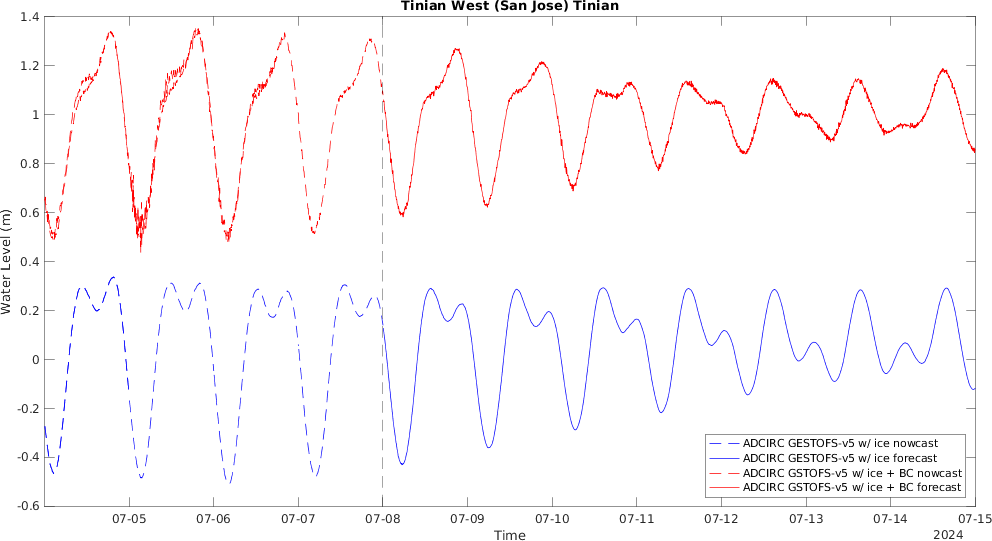 Tinian West (San Jose) Tinian
1.4
1.2
1
0.8
0.6
0.4
0.2
0
-0.2
-0.4
-0.6
Water Level (m)
ADCIRC GESTOFS-v5 w/ ice nowcast
ADCIRC GESTOFS-v5 w/ ice forecast
ADCIRC GSTOFS-v5 w/ ice + BC nowcast
ADCIRC GSTOFS-v5 w/ ice + BC forecast
07-05 07-06 07-07 07-08 07-09 07-10 07-11 07-12 07-13 07-14 07-15
Time
2024